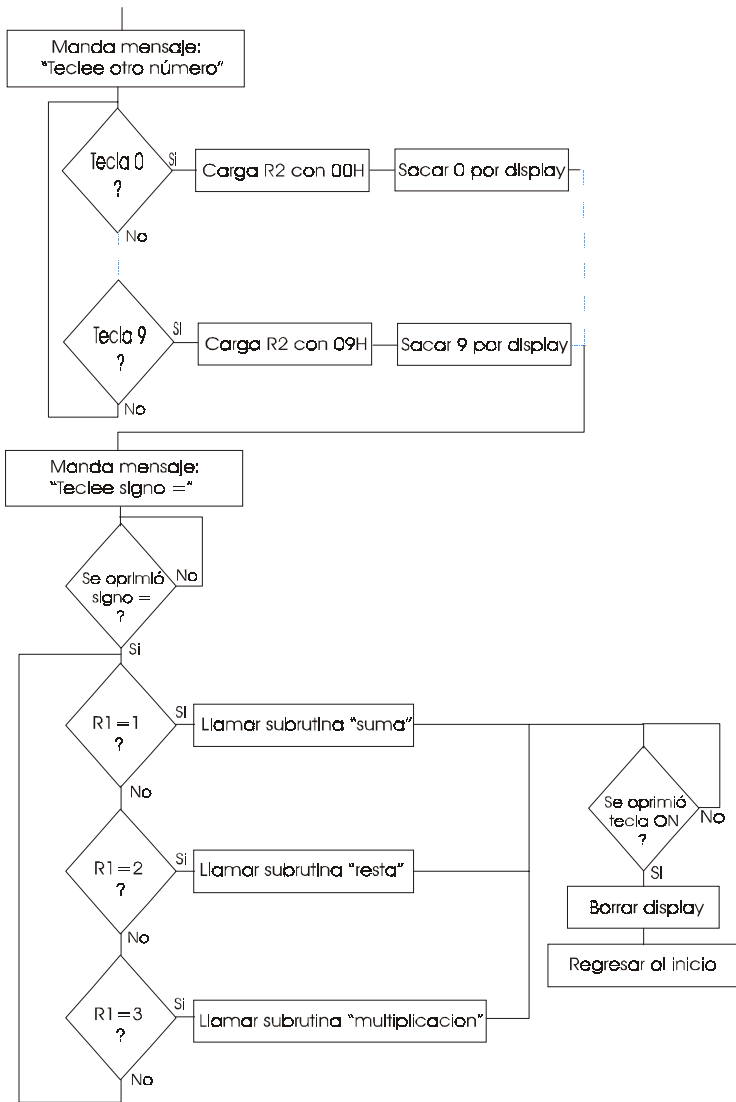 Manda mensaje:
"Teclee otro número"
Tecla 0
?
Si
Carga R2 con 00H
Sacar 0 por display
No
Tecla 9
?
SI
Carga R2 con 09H
Sacar 9 por display
No
Manda mensaje:
"Teclee signo ="
Se oprimió
signo =
?
No
Si
R1=1
?
SI
Llamar subrutina "suma"
No
Se oprimió
tecla ON
?
No
SI
R1=2
?
Si
Llamar subrutina "resta"
Borrar display
No
Regresar al inicio
R1=3
?
Si
Llamar subrutina "multiplicacion"
No